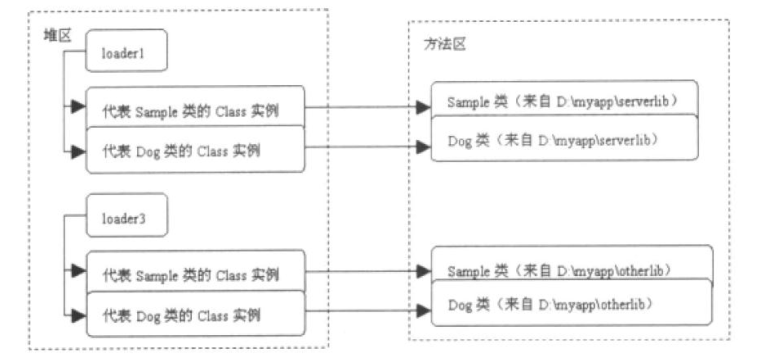 堆区
loader1
代表 Sample 类的 Class 实例
代表 Dog 类的 Class 实例
loader3
代表 Sample 类的 Class 实例
代表 Dog 类的 Class 实例
方法区
Sample 类（来自 D:\myapp\serverlib）
Dog 类（来自 D:\myapp\serverlib）
Sample 类（来自 D:\myapp\otherlib）
Dog 类（来自 D:\myapp\otherlib）